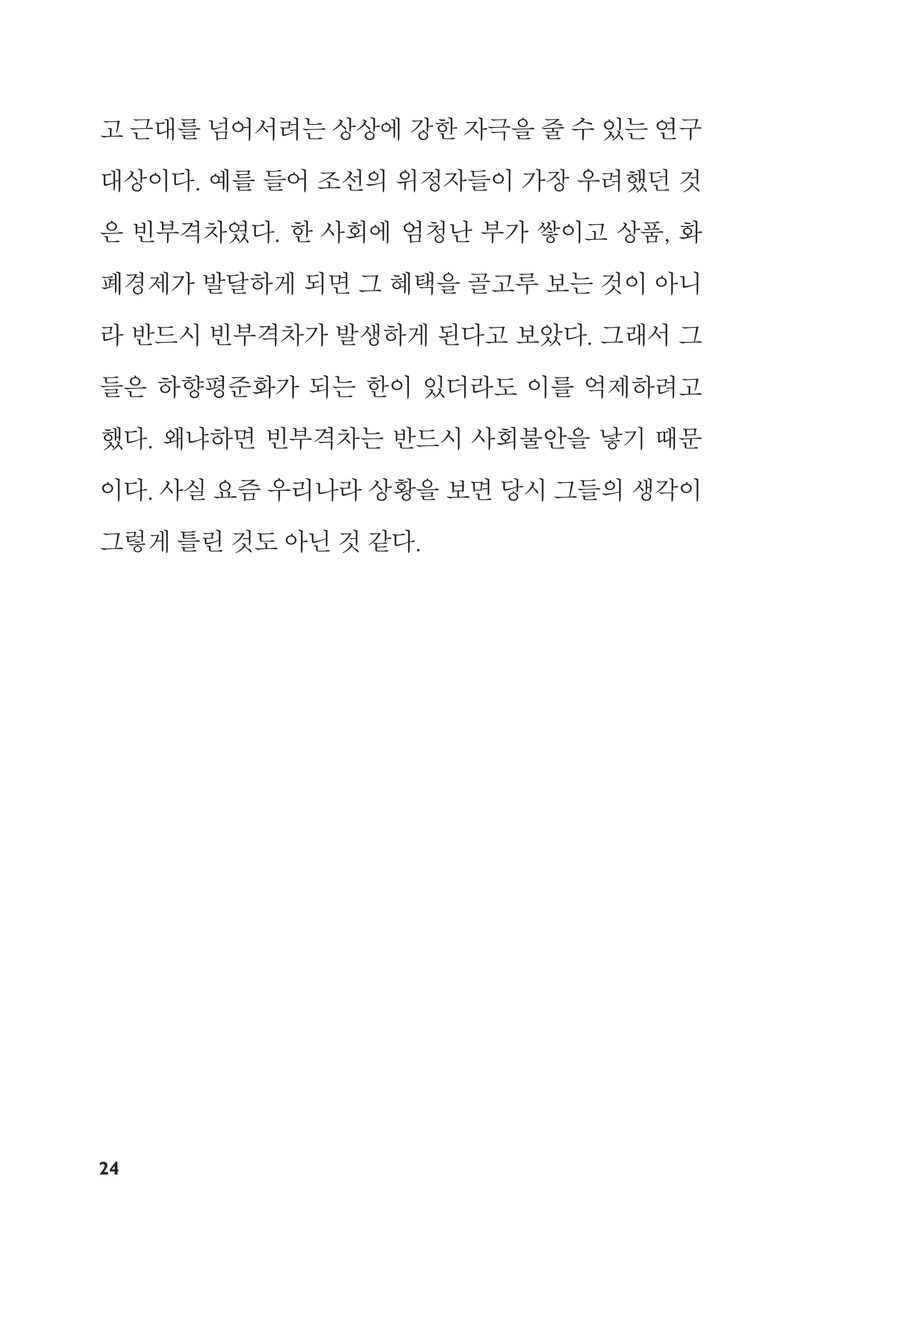 고 근대를 넘어서려는 상상에 강한 자극을 줄 수 있는 연구
대상이다. 예를 들어 조선의 위정자들이 가장 우려했던 것
은 빈부격차였다. 한 사회에 엄청난 부가 쌓이고 상품, 화
폐경제가 발달하게 되면 그 혜택을 골고루 보는 것이 아니
라 반드시 빈부격차가 발생하게 된다고 보았다. 그래서 그
들은 하향평준화가 되는 한이 있더라도 이를 억제하려고
했다. 왜냐하면 빈부격차는 반드시 사회불안을 낳기 때문
이다. 사실 요즘 우리나라 상황을 보면 당시 그들의 생각이
그렇게 틀린 것도 아닌 것 같다.
24